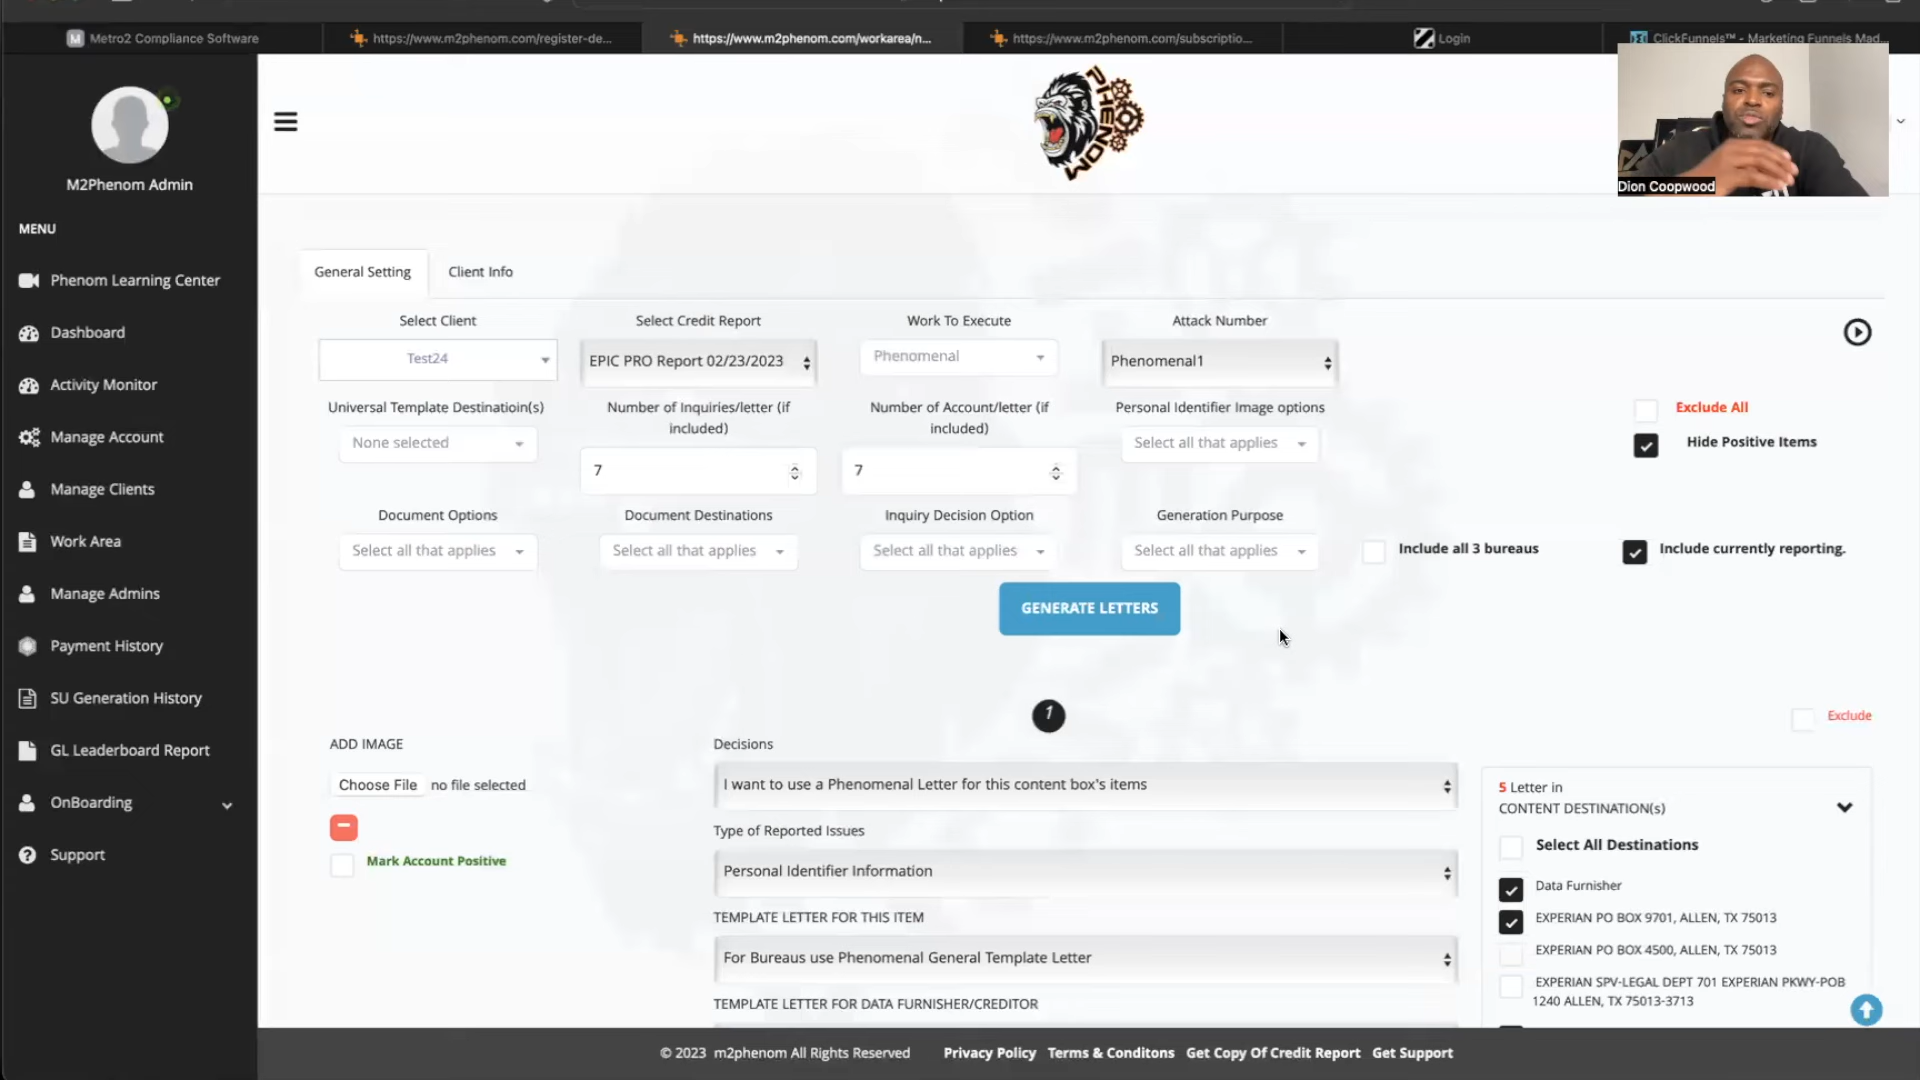 Metro2 Compliance Software
https://www.m2phenom.com/register-de...
https://www.m2phenom.com/workarea/n...
https://www.m2phenom.com/subscriptio...
Login
ClickFunnels™ - Marketing Funnels Mad...
M2Phenom Admin
MENU
Phenom Learning Center
Dashboard
Activity Monitor
Manage Account
Manage Clients
Work Area
Manage Admins
Payment History
SU Generation History
GL Leaderboard Report
OnBoarding
Support
PHENOM
Dion Coopwood
General Setting
Client Info
Select Client
Select Credit Report
Work To Execute
Attack Number
Test24
EPIC PRO Report 02/23/2023
Phenomenal
Phenomenal1
Universal Template Destinatioin(s)
Number of Inquiries/letter (if included)
Number of Account/letter (if included)
Personal Identifier Image options
Exclude All
Hide Positive Items
None selected
7
7
Select all that applies
Document Options
Document Destinations
Inquiry Decision Option
Generation Purpose
Select all that applies
Select all that applies
Select all that applies
Select all that applies
Include all 3 bureaus
Include currently reporting.
GENERATE LETTERS
1
Exclude
ADD IMAGE
Choose File no file selected
Mark Account Positive
Decisions
I want to use a Phenomenal Letter for this content box's items
Type of Reported Issues
Personal Identifier Information
TEMPLATE LETTER FOR THIS ITEM
For Bureaus use Phenomenal General Template Letter
TEMPLATE LETTER FOR DATA FURNISHER/CREDITOR
5 Letter in
CONTENT DESTINATION(s)
Select All Destinations
Data Furnisher
EXPERIAN PO BOX 9701, ALLEN, TX 75013
EXPERIAN PO BOX 4500, ALLEN, TX 75013
EXPERIAN SPV-LEGAL DEPT 701 EXPERIAN PKWY-POB
1240 ALLEN, TX 75013-3713
© 2023 m2phenom All Rights Reserved
Privacy Policy
Terms & Conditons
Get Copy Of Credit Report
Get Support